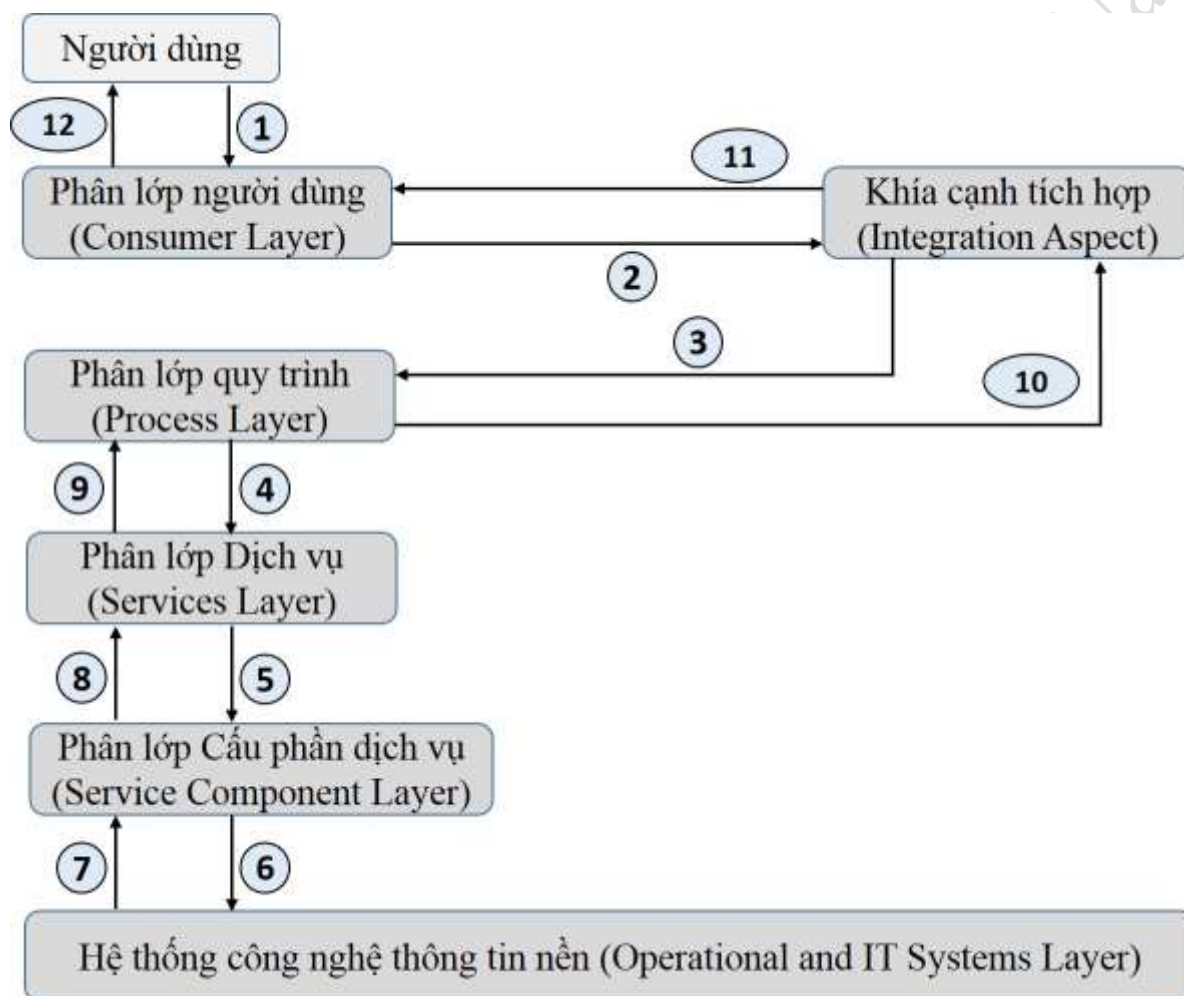 Người dùng
12
1
11
Phân lớp người dùng
(Consumer Layer)
Khía cạnh tích hợp
(Integration Aspect)
2
3
Phân lớp quy trình
(Process Layer)
10
9
4
Phân lớp Dịch vụ
(Services Layer)
8
5
Phân lớp Cấu phần dịch vụ
(Service Component Layer)
7
6
Hệ thống công nghệ thông tin nền (Operational and IT Systems Layer)